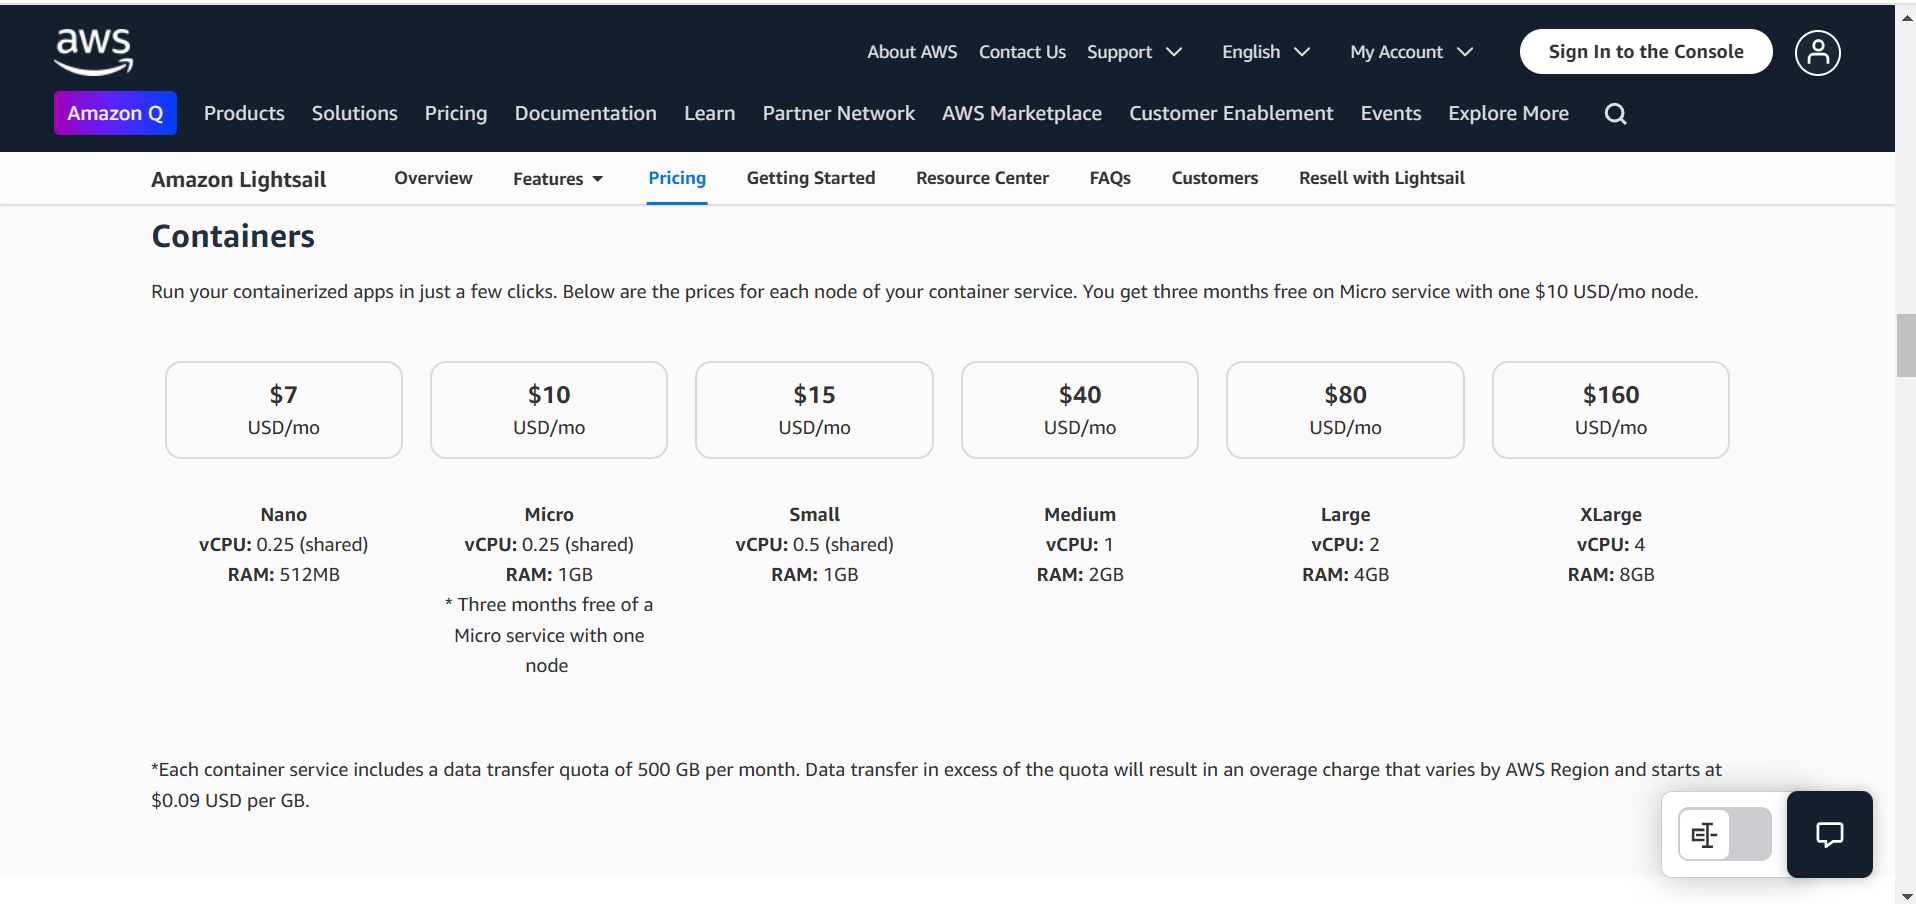 aws
About AWS Contact Us Support English My Account Sign In to the Console
Amazon Q Products Solutions Pricing Documentation Learn Partner Network AWS Marketplace Customer Enablement Events Explore More
Amazon Lightsail Overview Features Pricing Getting Started Resource Center FAQs Customers Resell with Lightsail
Containers
Run your containerized apps in just a few clicks. Below are the prices for each node of your container service. You get three months free on Micro service with one $10 USD/mo node.
$7
USD/mo
Nano
vCPU: 0.25 (shared)
RAM: 512MB
$10
USD/mo
Micro
vCPU: 0.25 (shared)
RAM: 1GB
* Three months free of a
Micro service with one
node
$15
USD/mo
Small
vCPU: 0.5 (shared)
RAM: 1GB
$40
USD/mo
Medium
vCPU: 1
RAM: 2GB
$80
USD/mo
Large
vCPU: 2
RAM: 4GB
$160
USD/mo
XLarge
vCPU: 4
RAM: 8GB
*Each container service includes a data transfer quota of 500 GB per month. Data transfer in excess of the quota will result in an overage charge that varies by AWS Region and starts at
$0.09 USD per GB.